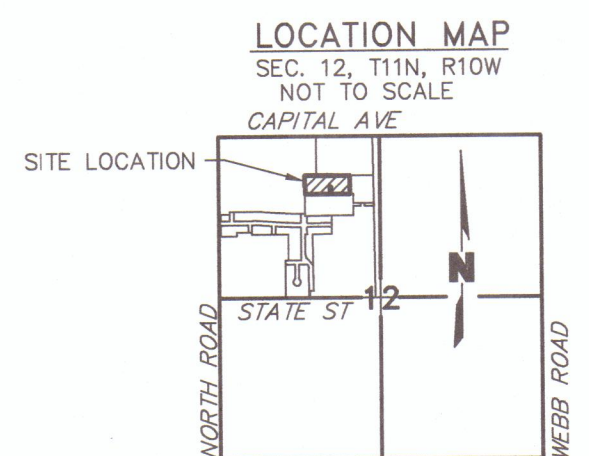 LOCATION MAP
SEC. 12, T11N, R10W
NOT TO SCALE
CAPITAL AVE
SITE LOCATION
N
12
STATE ST
NORTH ROAD
WEBB ROAD